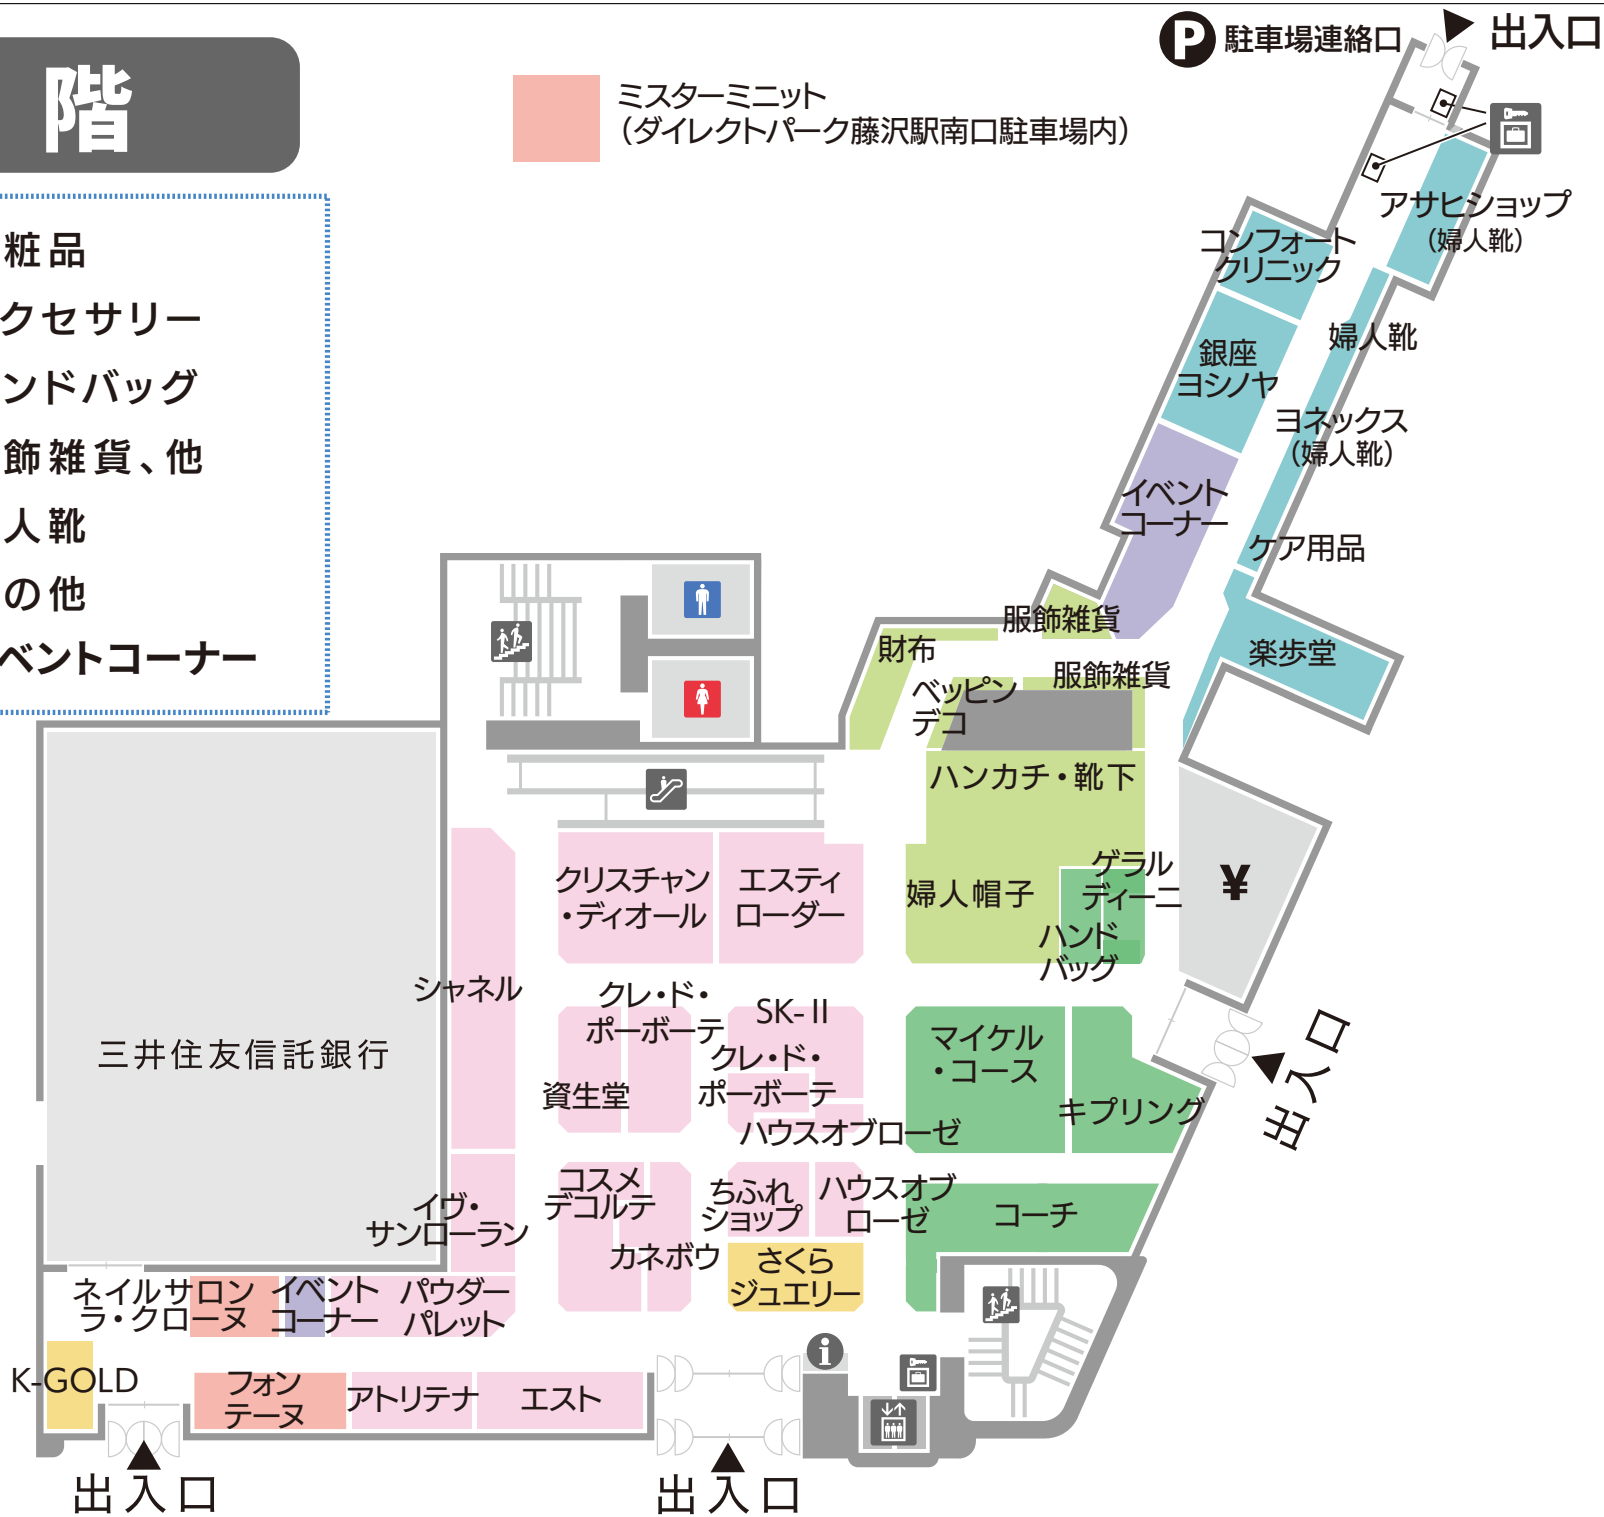 階
P 駐車場連絡口
出入口
ミスターミニット
（ダイレクトパーク藤沢駅南口駐車場内）
粧品
クセサリー
ンドバッグ
飾雑貨、他
人靴
の他
ベントコーナー
アサヒショップ
（婦人靴）
コンフォート
クリニック
婦人靴
銀座
ヨシノヤ
ヨネックス
（婦人靴）
イベント
コーナー
ケア用品
服飾雑貨
財布
楽歩堂
服飾雑貨
ベッピン
デコ
ハンカチ・靴下
ゲラル
ディーニ
¥
クリスチャン
・ディオール
エスティ
ローダー
婦人帽子
ハンド
バッグ
シャネル
クレ・ド・
ポーボーテ
SK-II
マイケル
・コース
三井住友信託銀行
クレ・ド・
ポーボーテ
資生堂
キプリング
出入口
ハウスオブローゼ
コスメ
デコルテ
ちふれ
ショップ
ハウスオブ
ローゼ
イヴ・
サンローラン
コーチ
カネボウ
さくら
ジュエリー
ネイルサロン
ラ・クローヌ
イベント
コーナー
パウダー
パレット
i
K-GOLD
フォン
テーヌ
アトリテナ
エスト
出入口
出入口